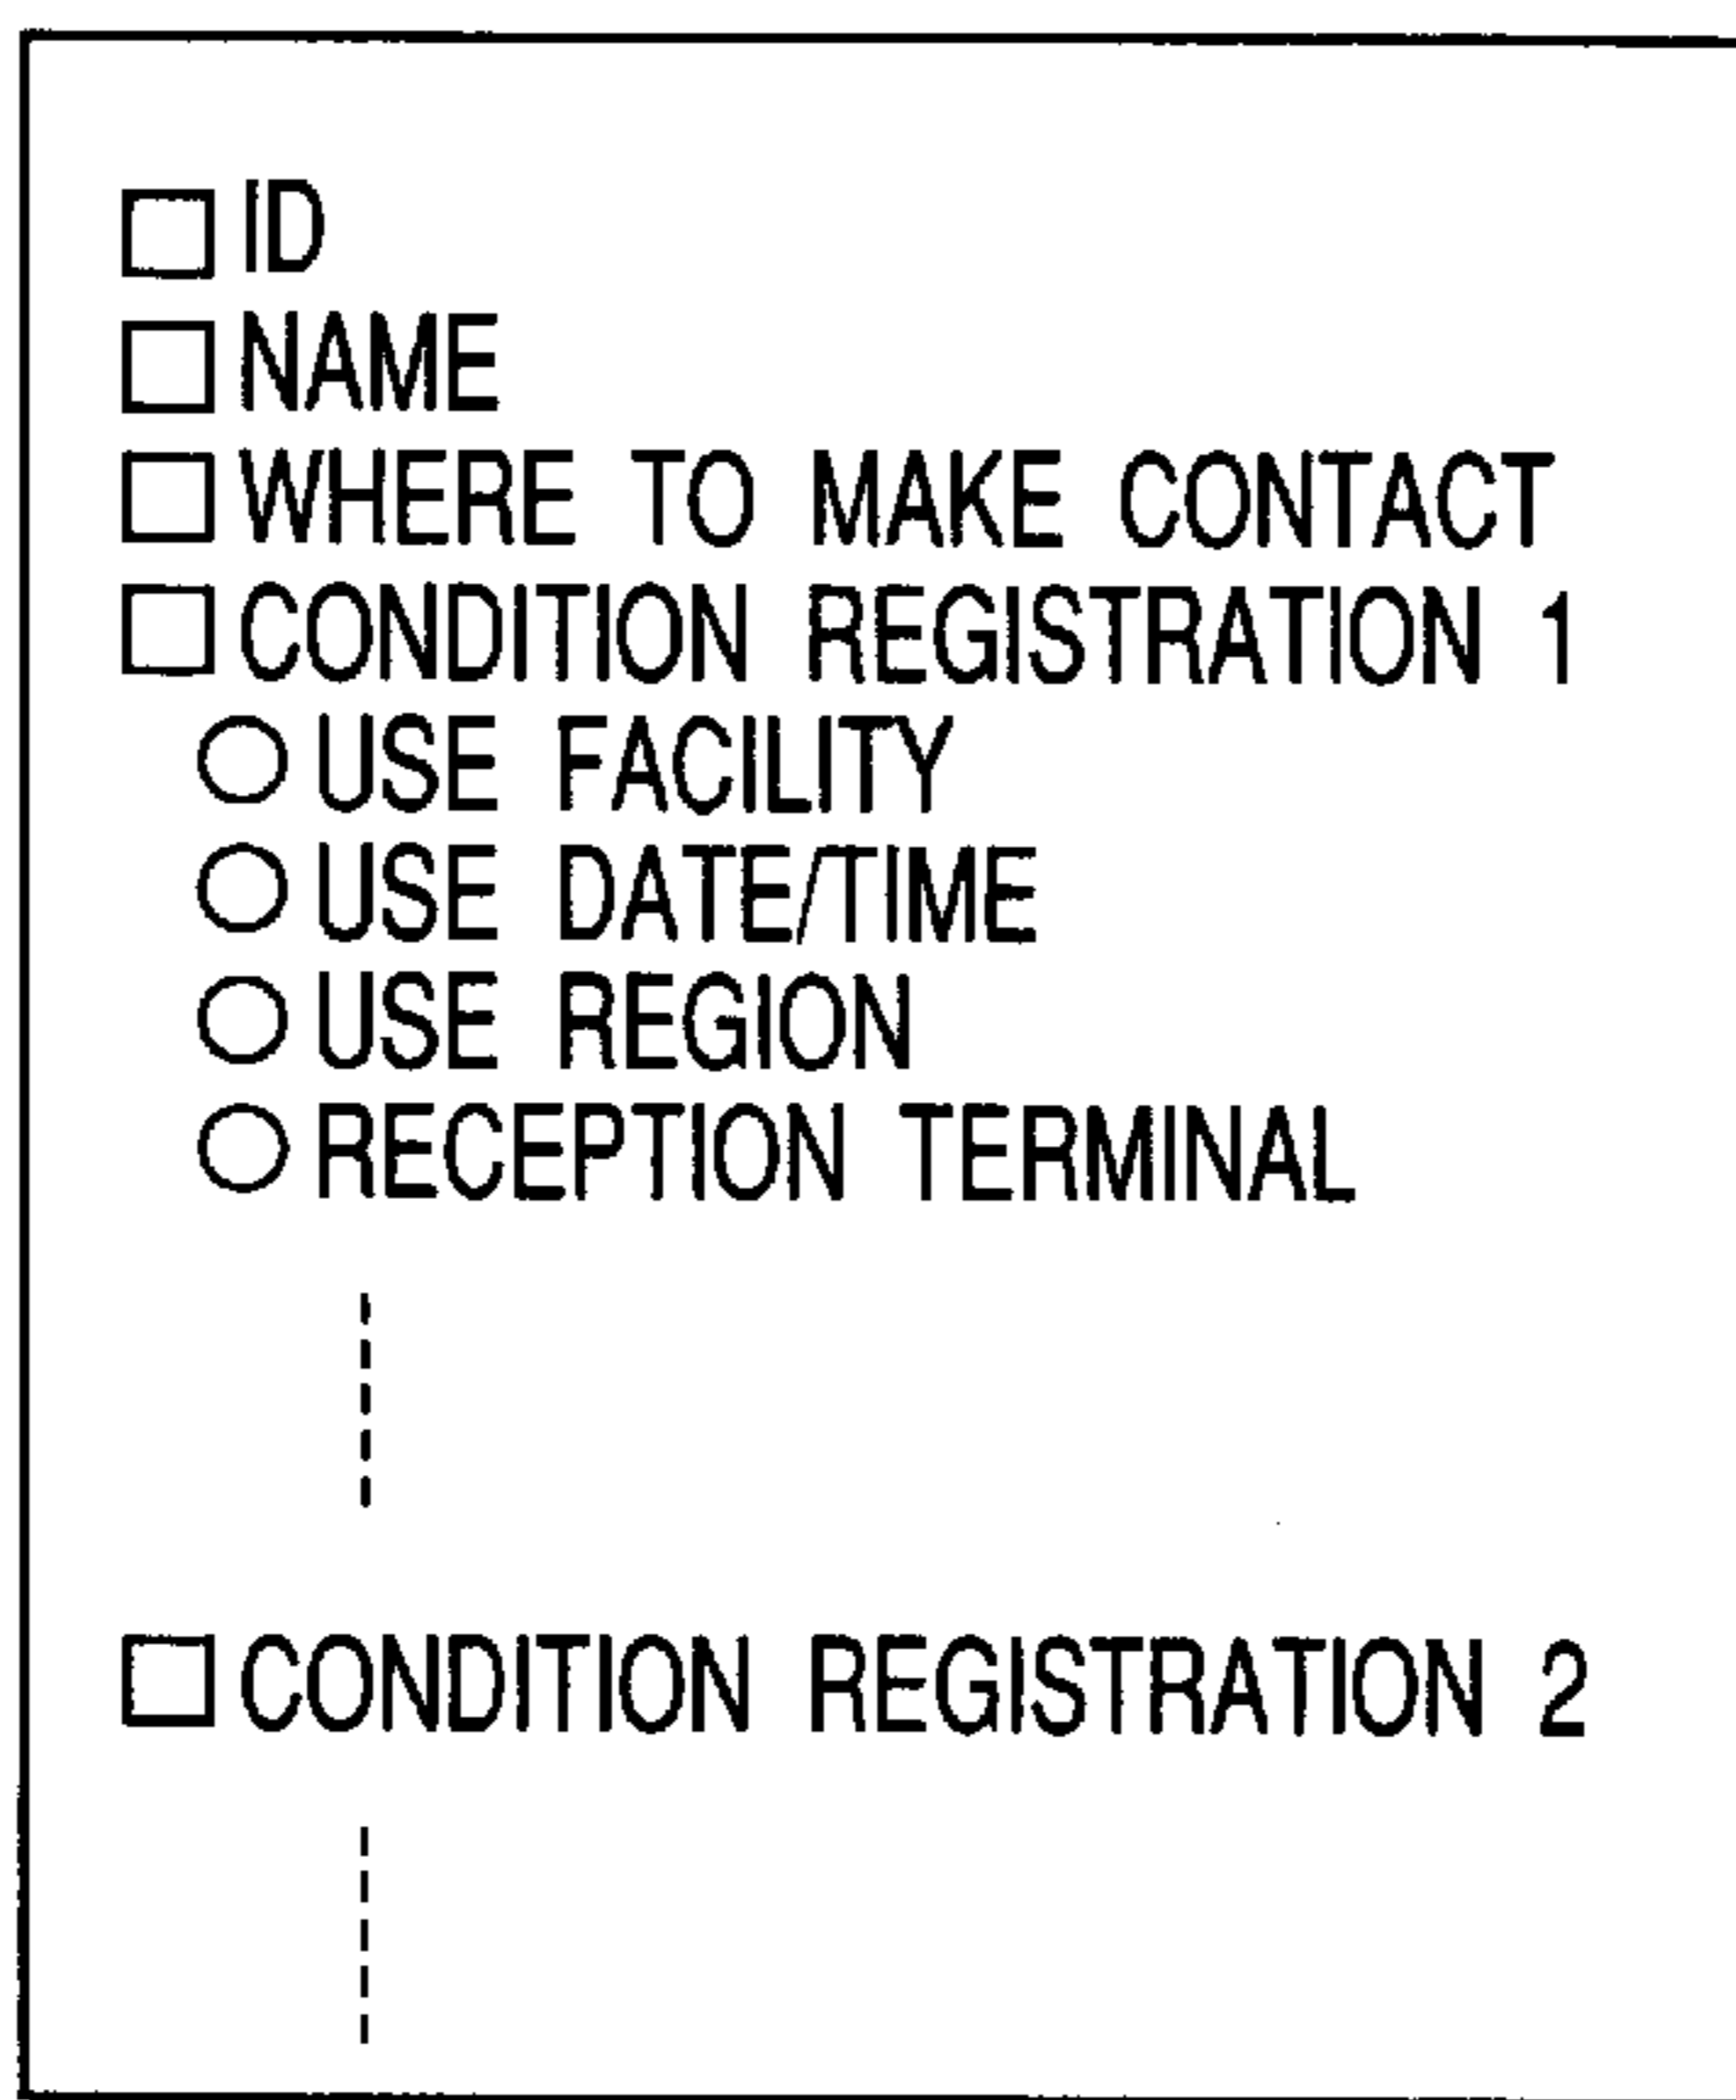 ID
NAME
WHERE TO MAKE CONTACT
CONDITION REGISTRATION 1
USE FACILITY
USE DATE/TIME
USE REGION
RECEPTION TERMINAL
CONDITION REGISTRATION 2